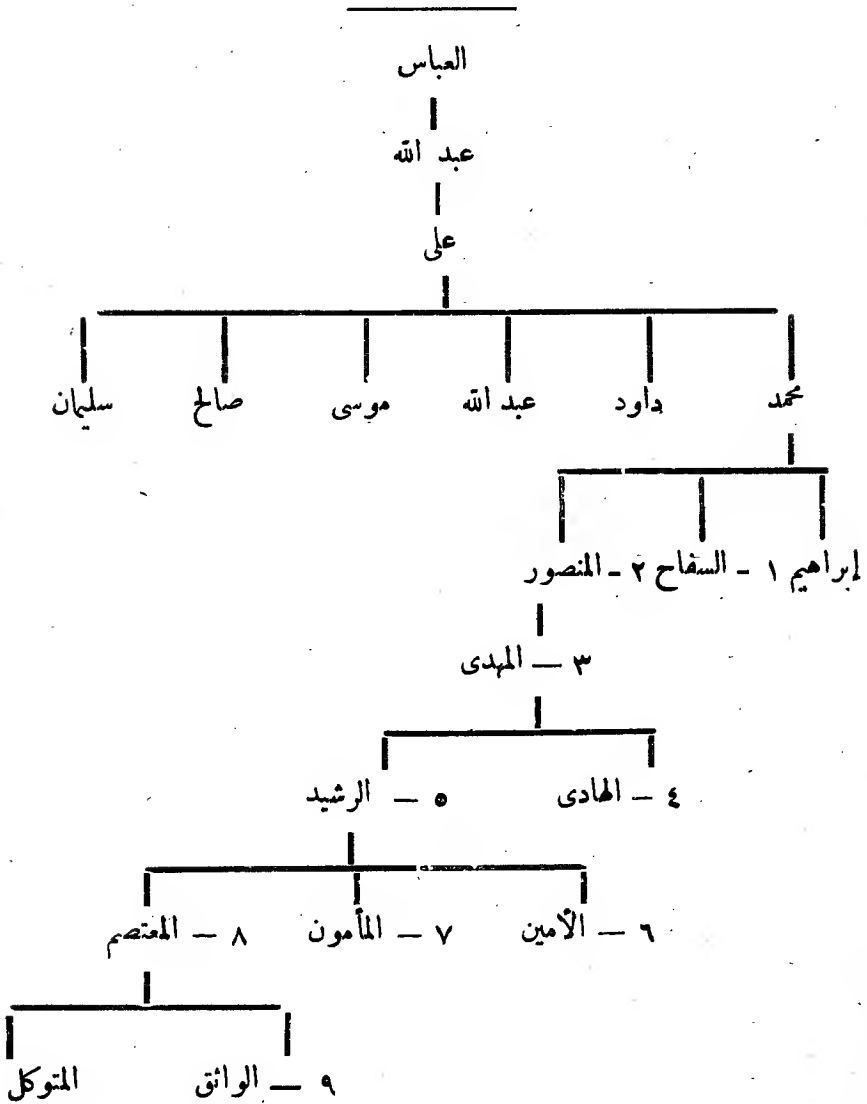 العباس
عبد الله
على
محمد داود عبد الله موسى صالح سليمان
إبراهيم ١ - السفاح ٢ - المنصور
٣ — المهدى
٤ - الهادى ٥ — الرشيد
٦ — الأمين ٧ — المأمون ٨ — المعتصم
٩ — الواثق المتوكل